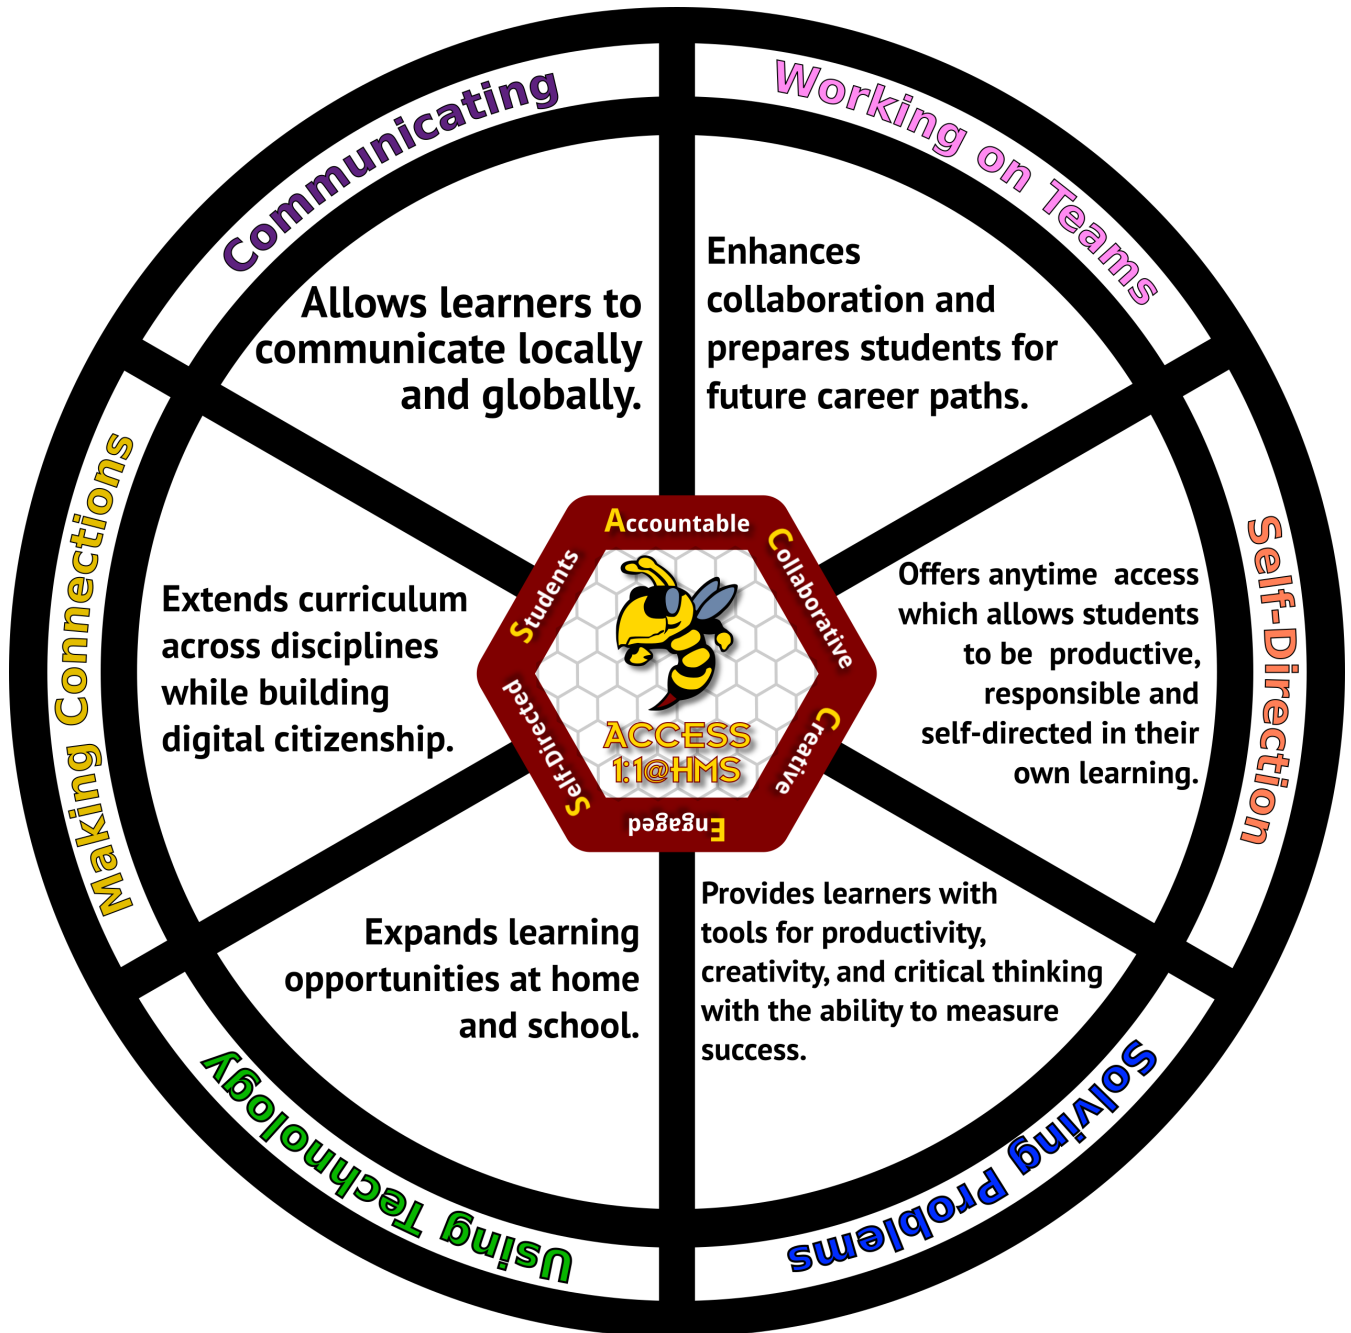 Communicating
Allows learners to
communicate locally
and globally.
Working on Teams
Enhances
collaboration and
prepares students for
future career paths.
Self-Direction
Offers anytime  access
which allows students
to be  productive,
responsible and
self-directed in their
own learning.
Solving Problems
Provides learners with
tools for productivity,
creativity, and critical thinking
with the ability to measure
success.
Using Technology
Expands learning
opportunities at home
and school.
Making Connections
Extends curriculum
across disciplines
while building
digital citizenship.
Accountable
Collaborative
Creative
Engaged
Self-Directed
Students
ACCESS
1:1@HMS